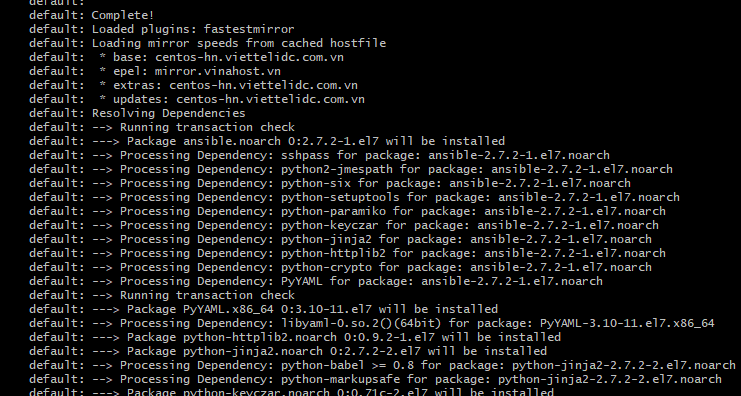 default:
default: Complete!
default: Loaded plugins: fastestmirror
default: Loading mirror speeds from cached hostfile
default:  * base: centos-hn.viettelidc.com.vn
default:  * epel: mirror.vinahost.vn
default:  * extras: centos-hn.viettelidc.com.vn
default:  * updates: centos-hn.viettelidc.com.vn
default: Resolving Dependencies
default: --> Running transaction check
default: ---> Package ansible.noarch 0:2.7.2-1.el7 will be installed
default: --> Processing Dependency: sshpass for package: ansible-2.7.2-1.el7.noarch
default: --> Processing Dependency: python2-jmespath for package: ansible-2.7.2-1.el7.noarch
default: --> Processing Dependency: python-six for package: ansible-2.7.2-1.el7.noarch
default: --> Processing Dependency: python-setuptools for package: ansible-2.7.2-1.el7.noarch
default: --> Processing Dependency: python-paramiko for package: ansible-2.7.2-1.el7.noarch
default: --> Processing Dependency: python-keyczar for package: ansible-2.7.2-1.el7.noarch
default: --> Processing Dependency: python-jinja2 for package: ansible-2.7.2-1.el7.noarch
default: --> Processing Dependency: python-httplib2 for package: ansible-2.7.2-1.el7.noarch
default: --> Processing Dependency: python-crypto for package: ansible-2.7.2-1.el7.noarch
default: --> Processing Dependency: PyYAML for package: ansible-2.7.2-1.el7.noarch
default: --> Running transaction check
default: ---> Package PyYAML.x86_64 0:3.10-11.el7 will be installed
default: --> Processing Dependency: libyaml-0.so.2()(64bit) for package: PyYAML-3.10-11.el7.x86_64
default: ---> Package python-httplib2.noarch 0:0.9.2-1.el7 will be installed
default: ---> Package python-jinja2.noarch 0:2.7.2-2.el7 will be installed
default: --> Processing Dependency: python-babel >= 0.8 for package: python-jinja2-2.7.2-2.el7.noarch
default: --> Processing Dependency: python-markupsafe for package: python-jinja2-2.7.2-2.el7.noarch
default: ---> Package python-keyczar.noarch 0:0.71c-2.el7 will be installed